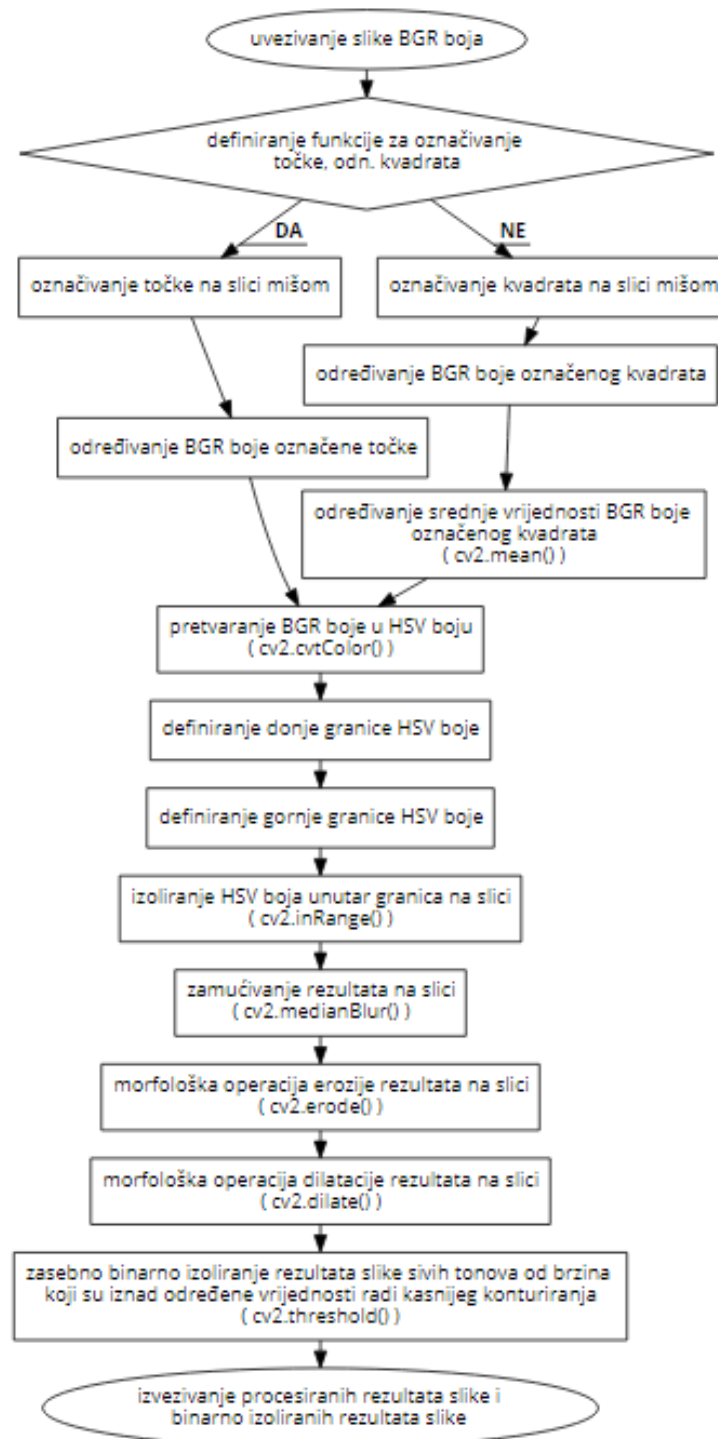 uvezivanje slike BGR boja
definiranje funkcije za označivanje
točke, odn. kvadrata
DA
NE
označivanje točke na slici mišom
označivanje kvadrata na slici mišom
određivanje BGR boje označenog kvadrata
određivanje BGR boje označene točke
određivanje srednje vrijednosti BGR boje
označenog kvadrata
( cv2.mean() )
pretvaranje BGR boje u HSV boju
( cv2.cvtColor() )
definiranje donje granice HSV boje
definiranje gornje granice HSV boje
izoliranje HSV boja unutar granica na slici
( cv2.inRange() )
zamućivanje rezultata na slici
( cv2.medianBlur() )
morfološka operacija erozije rezultata na slici
( cv2.erode() )
morfološka operacija dilatacije rezultata na slici
( cv2.dilate() )
zasebno binarno izoliranje rezultata slike sivih tonova od brzina
koji su iznad određene vrijednosti radi kasnijeg konturiranja
( cv2.threshold() )
izvezivanje procesiranih rezultata slike i
binarno izoliranih rezultata slike